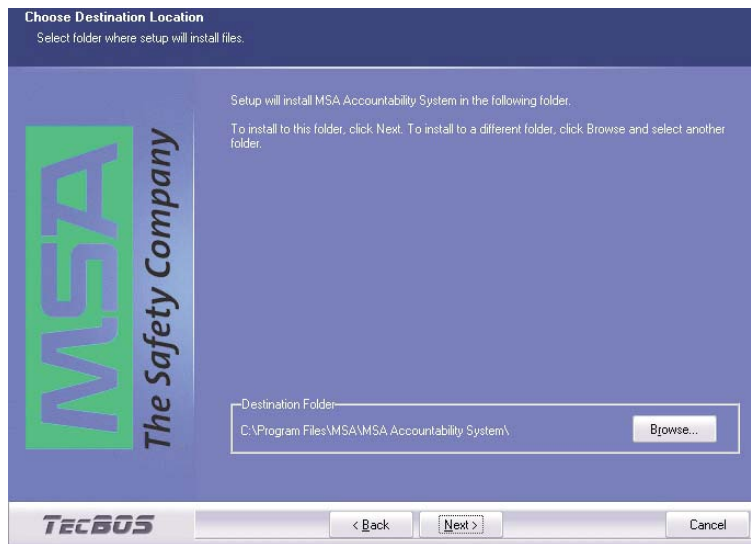 Choose Destination Location
Select folder where setup will install files.
Setup will install MSA Accountability System in the following folder.
To install to this folder, click Next. To install to a different folder, click Browse and select another
folder.
MSA
The Safety Company
Destination Folder
C:\Program Files\MSA\MSA Accountability System\
Browse...
TECBOS
< Back
Next >
Cancel